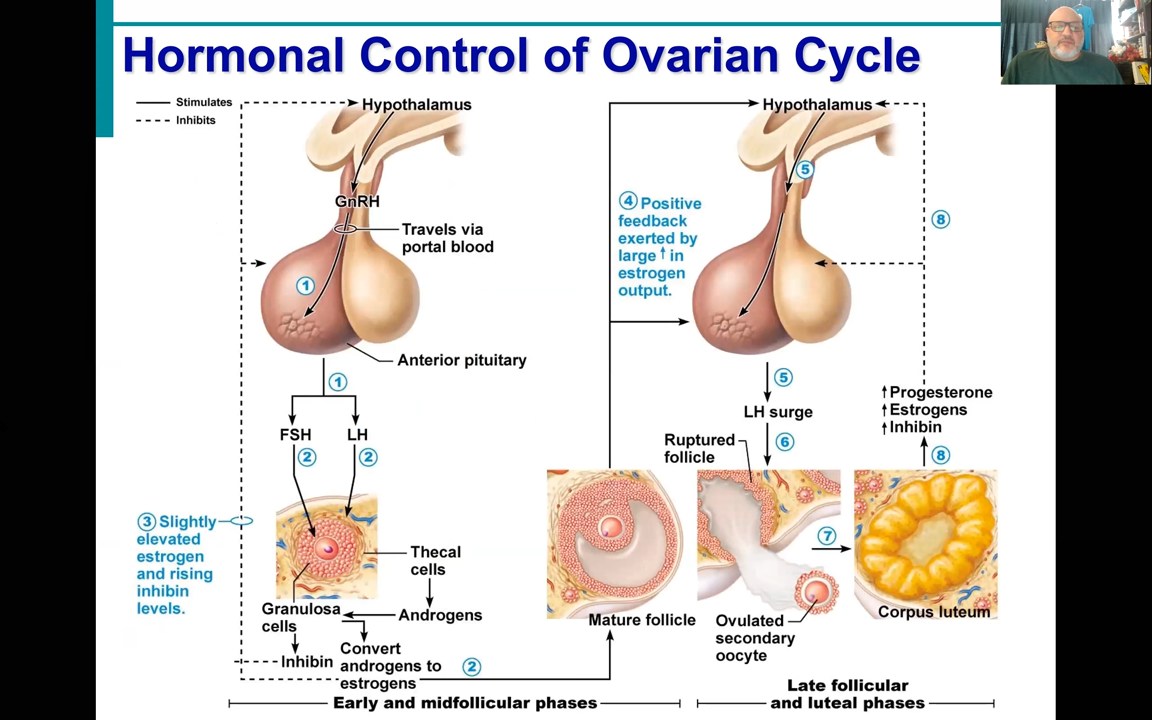 Hormonal Control of Ovarian Cycle
Stimulates
Inhibits
Hypothalamus
GnRH
Travels via
portal blood
1
Anterior pituitary
1
FSH
LH
2
2
3 Slightly
elevated
estrogen
and rising
inhibin
levels.
Thecal
cells
Granulosa
cells
Androgens
Inhibin
Convert
androgens to
estrogens
2
Early and midfollicular phases
Mature follicle
4 Positive
feedback
exerted by
large ↑ in
estrogen
output.
Hypothalamus
5
8
5
LH surge
6
Ruptured
follicle
7
Ovulated
secondary
oocyte
↑ Progesterone
↑ Estrogens
↑ Inhibin
8
Corpus luteum
Late follicular
and luteal phases